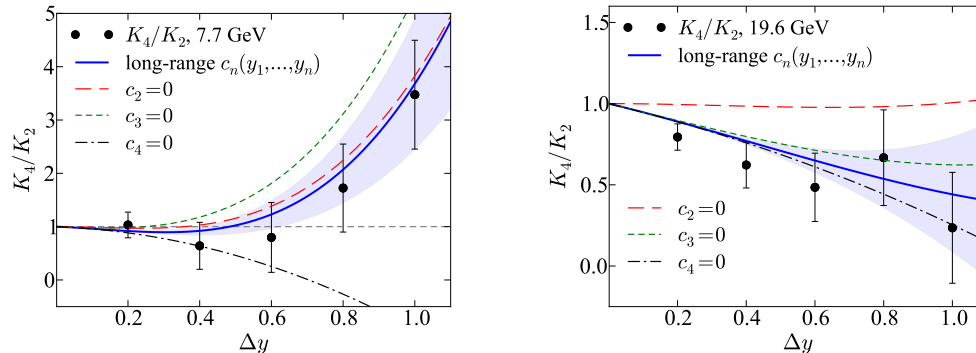 K₄/K₂, 7.7 GeV
long-range cₙ(y₁,...,yₙ)
c₂=0
c₃=0
c₄=0
K₄/K₂
5
4
3
2
1
0
0.2 0.4 0.6 0.8 1.0
Δy
K₄/K₂, 19.6 GeV
long-range cₙ(y₁,...,yₙ)
K₄/K₂
1.5
1.0
0.5
0.0
c₂=0
c₃=0
c₄=0
0.2 0.4 0.6 0.8 1.0
Δy